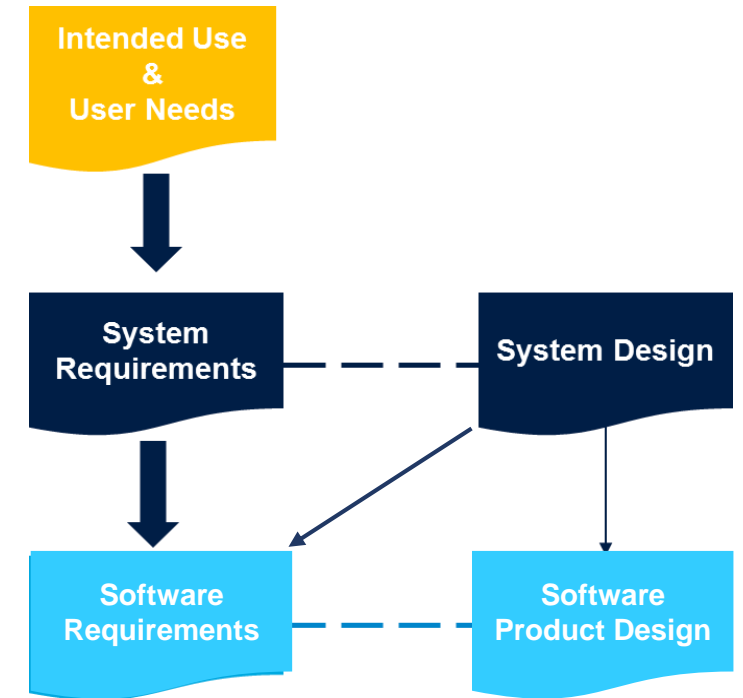 Intended Use
&
User Needs
System
Requirements
System Design
Software
Requirements
Software
Product Design